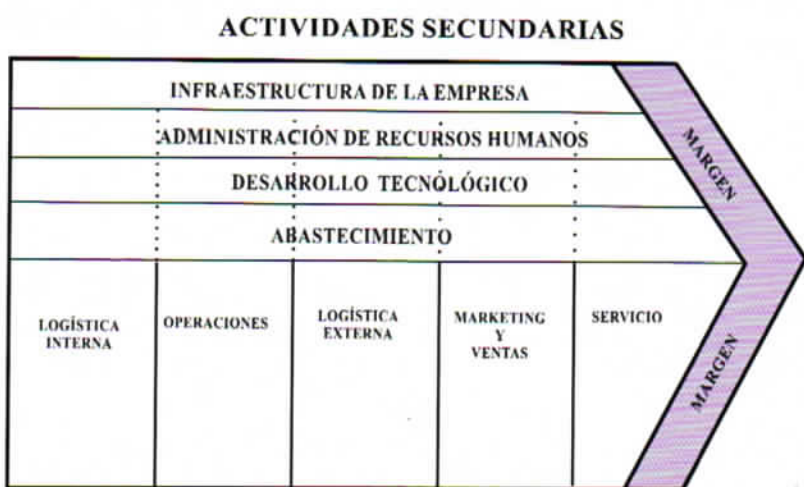 ACTIVIDADES SECUNDARIAS
INFRAESTRUCTURA DE LA EMPRESA
ADMINISTRACIÓN DE RECURSOS HUMANOS
DESARROLLO TECNOLÓGICO
ABASTECIMIENTO
MARGEN
LOGÍSTICA
INTERNA
OPERACIONES
LOGÍSTICA
EXTERNA
MARKETING
Y
VENTAS
SERVICIO
MARGEN